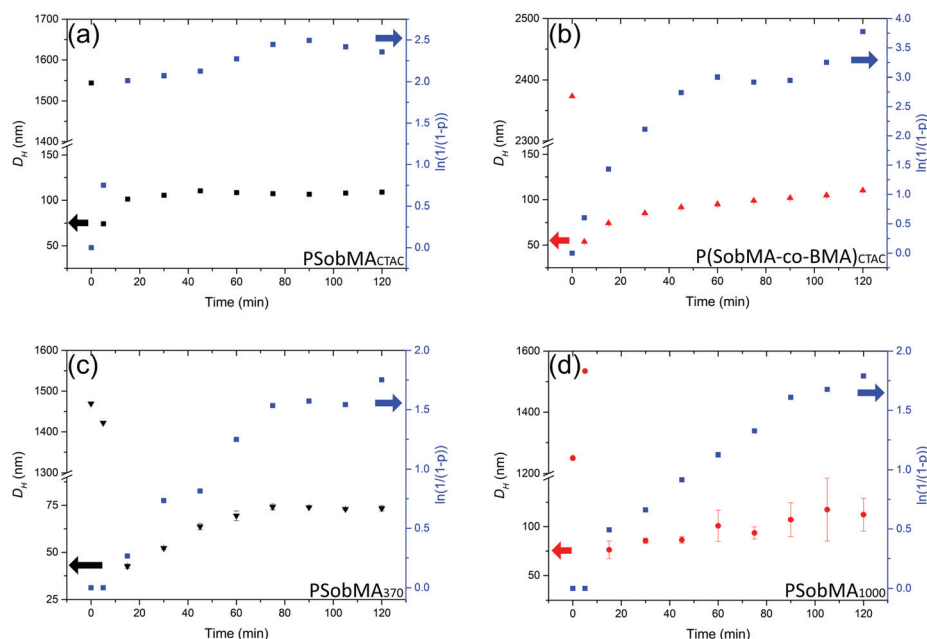 (a)
1700
1600
1500
1400
150
100
50
D_H (nm)
2.5
2.0
1.5
1.0
0.5
0.0
ln(1/(1-p))
PSobMA_CTAC
0 20 40 60 80 100 120
Time (min)
(b)
2500
2400
2300
2200
150
100
50
D_H (nm)
4.0
3.5
3.0
2.5
2.0
1.5
1.0
0.5
0.0
ln(1/(1-p))
P(SobMA-co-BMA)_CTAC
0 20 40 60 80 100 120
Time (min)
(c)
1600
1500
1400
1300
75
50
25
D_H (nm)
2.0
1.5
1.0
0.5
0.0
ln(1/(1-p))
PSobMA_370
0 20 40 60 80 100 120
Time (min)
(d)
1600
1400
1200
100
75
50
D_H (nm)
2.0
1.5
1.0
0.5
0.0
ln(1/(1-p))
PSobMA_1000
0 20 40 60 80 100 120
Time (min)